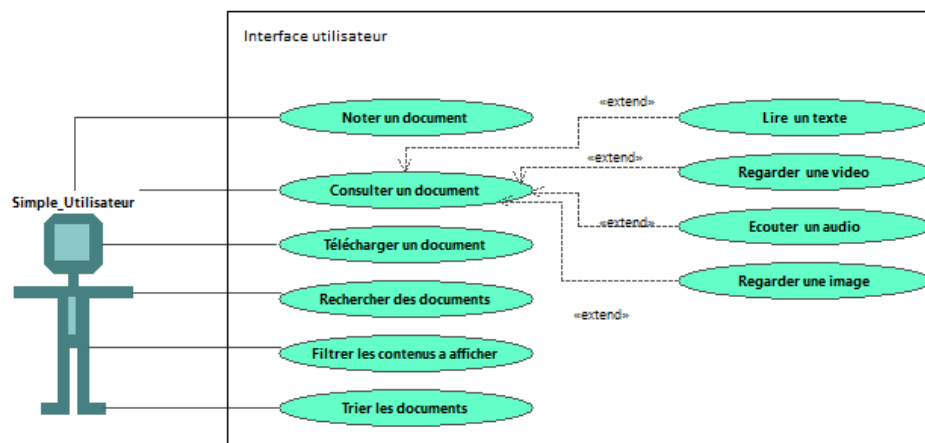 Interface utilisateur
«extend»
Noter un document
Lire un texte
«extend»
Regarder une video
Consulter un document
Simple_Utilisateur
«extend»
Ecouter un audio
Télécharger un document
Regarder une image
Rechercher des documents
«extend»
Filtrer les contenus a afficher
Trier les documents